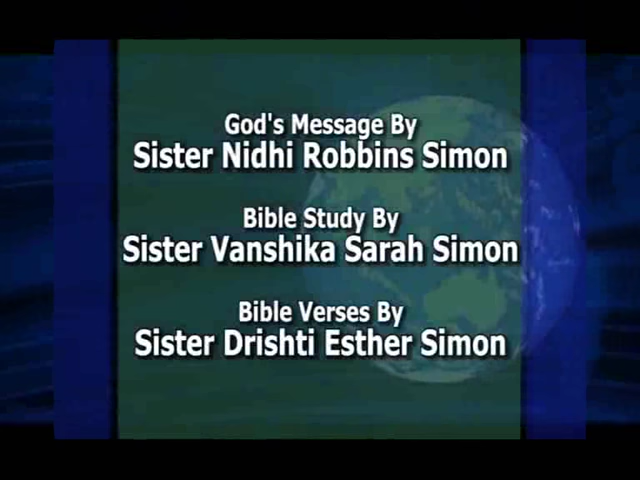 God's Message By
Sister Nidhi Robbins Simon
Bible Study By
Sister Vanshika Sarah Simon
Bible Verses By
Sister Drishti Esther Simon